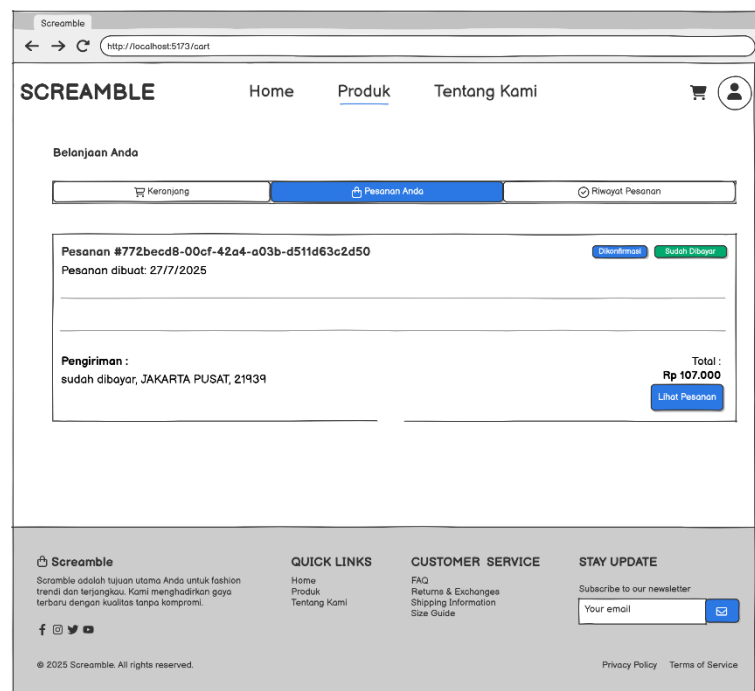 Screamble
http://localhost:5173/cart
SCREAMBLE Home Produk Tentang Kami
Belanjaan Anda
Keranjang Pesanan Anda Riwayat Pesanan
Pesanan #772becd8-00cf-42a4-a03b-d511d63c2d50 Dikonfirmasi Sudah Dibayar
Pesanan dibuat: 27/7/2025
Pengiriman : Total :
sudah dibayar, JAKARTA PUSAT, 21939 Rp 107.000
Lihat Pesanan
Screamble
Screamble adalah tujuan utama Anda untuk fashion
trendi dan terjangkau. Kami menghadirkan gaya
terbaru dengan kualitas tanpa kompromi.
QUICK LINKS
Home
Produk
Tentang Kami
CUSTOMER SERVICE
FAQ
Returns & Exchanges
Shipping Information
Size Guide
STAY UPDATE
Subscribe to our newsletter
Your email
© 2025 Screamble. All rights reserved. Privacy Policy Terms of Service